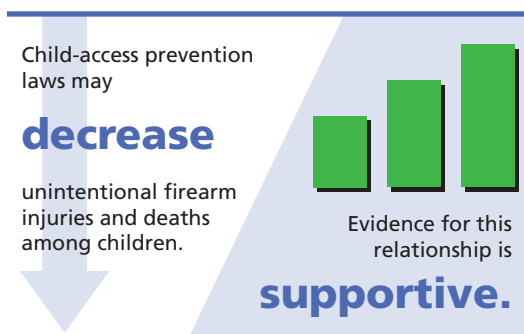 Child-access prevention
laws may
decrease
unintentional firearm
injuries and deaths
among children.
Evidence for this
relationship is
supportive.